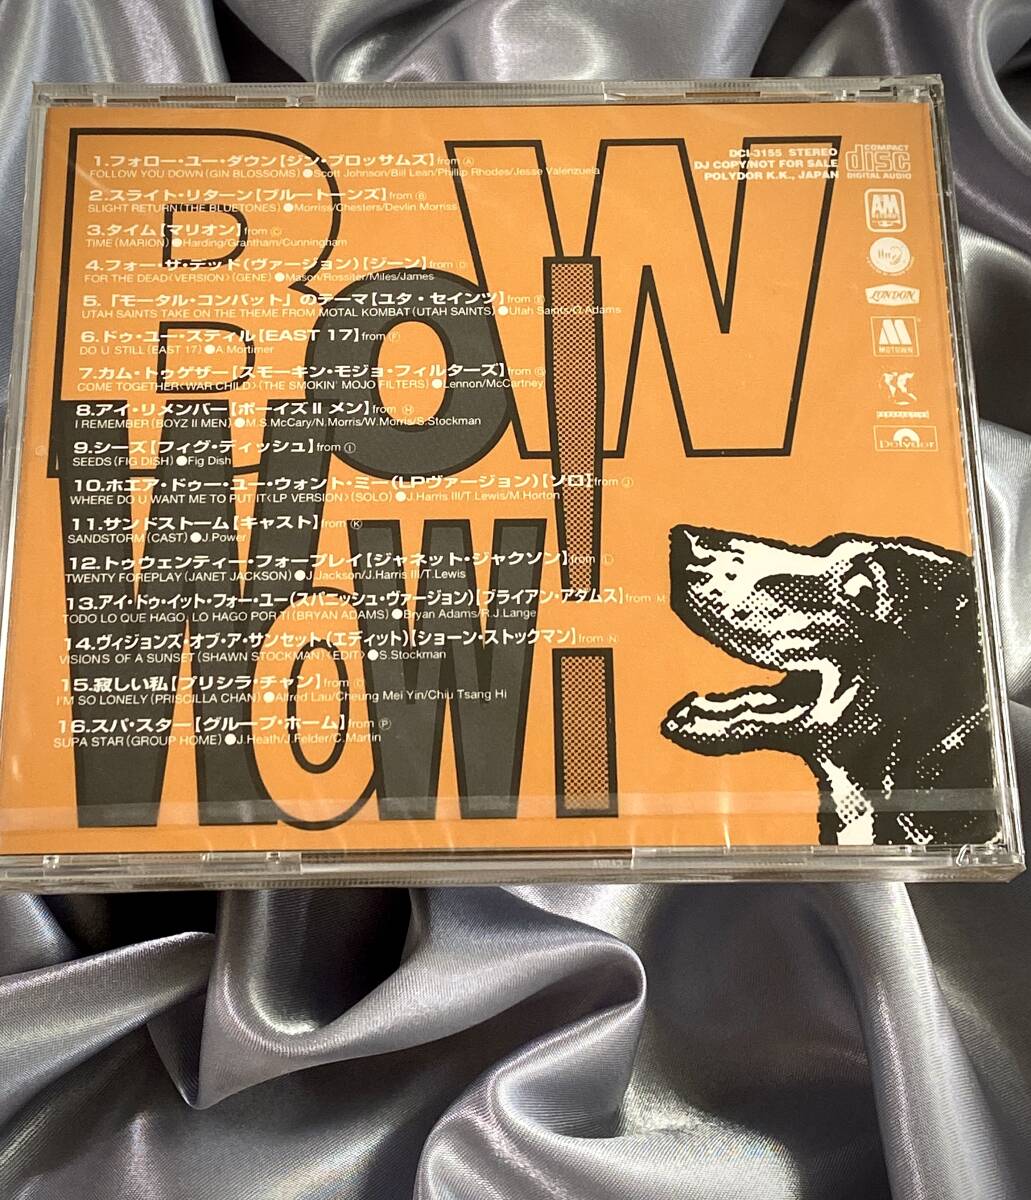 BOW WOW!
1.フォロー・ユー・ダウン【ジン・ブロッサムズ】from Ⓐ
FOLLOW YOU DOWN (GIN BLOSSOMS) ●Scott Johnson/Bill Lean/Phillip Rhodes/Jesse Valenzuela
2.スライト・リターン【ブルートーンズ】from Ⓑ
SLIGHT RETURN (THE BLUETONES) ●Morriss/Chesters/Devlin Morriss
3.タイム【マリオン】from Ⓒ
TIME (MARION) ●Harding/Grantham/Cunningham
4.フォー・ザ・デッド(ヴァージョン)【ジーン】from Ⓓ
FOR THE DEAD<VERSION> (GENE) ●Mason/Rossiter/Miles/James
5.「モータル・コンバット」のテーマ【ユタ・セインツ】from Ⓔ
UTAH SAINTS TAKE ON THE THEME FROM MOTAL KOMBAT (UTAH SAINTS) ●Utah Saints/O.Adams
6.ドゥ・ユー・スティル【EAST 17】from Ⓕ
DO U STILL (EAST 17) ●A.Mortimer
7.カム・トゥゲザー【スモーキン・モジョ・フィルターズ】from Ⓖ
COME TOGETHER<WAR CHILD> (THE SMOKIN' MOJO FILTERS) ●Lennon/McCartney
8.アイ・リメンバー【ボーイズⅡメン】from Ⓗ
I REMEMBER (BOYZ II MEN) ●M.S.McCary/N.Morris/W.Morris/S.Stockman
9.シーズ【フィグ・ディッシュ】from Ⓘ
SEEDS (FIG DISH) ●Fig Dish
10.ホエア・ドゥー・ユー・ウォント・ミー(LPヴァージョン)【ソロ】from Ⓙ
WHERE DO U WANT ME TO PUT IT<LP VERSION> (SOLO) ●J.Harris III/T.Lewis/M.Horton
11.サンドストーム【キャスト】from Ⓚ
SANDSTORM (CAST) ●J.Power
12.トゥウェンティー・フォープレイ【ジャネット・ジャクソン】from Ⓛ
TWENTY FOREPLAY (JANET JACKSON) ●J.Jackson/J.Harris III/T.Lewis
13.アイ・ドゥ・イット・フォー・ユー(スパニッシュ・ヴァージョン)【ブライアン・アダムス】from Ⓜ
TODO LO QUE HAGO, LO HAGO POR TI (BRYAN ADAMS) ●Bryan Adams/R.J.Lange
14.ヴィジョンズ・オブ・ア・サンセット(エディット)【ショーン・ストックマン】from Ⓝ
VISIONS OF A SUNSET (SHAWN STOCKMAN)<EDIT> ●S.Stockman
15.寂しい私【プリシラ・チャン】from Ⓞ
I'M SO LONELY (PRISCILLA CHAN) ●Alfred Lau/Cheung Mei Yin/Chiu Tsang Hi
16.スパ・スター【グループ・ホーム】from Ⓟ
SUPA STAR (GROUP HOME) ●J.Heath/J.Felder/C.Martin
DCI-3155 STEREO
DJ COPY/NOT FOR SALE
POLYDOR K.K., JAPAN
COMPACT
disc
DIGITAL AUDIO
A&M
LONDON
MOTOWN
PERSPECTIVE
Polydor